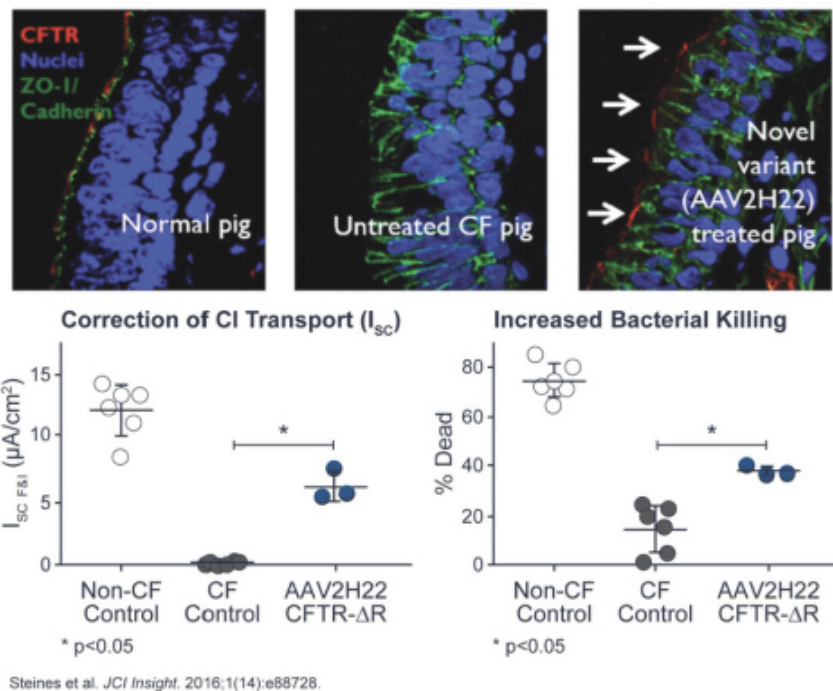 CFTR
Nuclei
ZO-1/
Cadherin
Normal pig
Untreated CF pig
Novel
variant
(AAV2H22)
treated pig
Correction of Cl Transport (ISC)
ISC F&I (μA/cm²)
15
10
5
0
*
Non-CF
Control
CF
Control
AAV2H22
CFTR-ΔR
* p<0.05
Increased Bacterial Killing
% Dead
80
60
40
20
0
*
Non-CF
Control
CF
Control
AAV2H22
CFTR-ΔR
* p<0.05
Steines et al. JCI Insight. 2016;1(14):e88728.